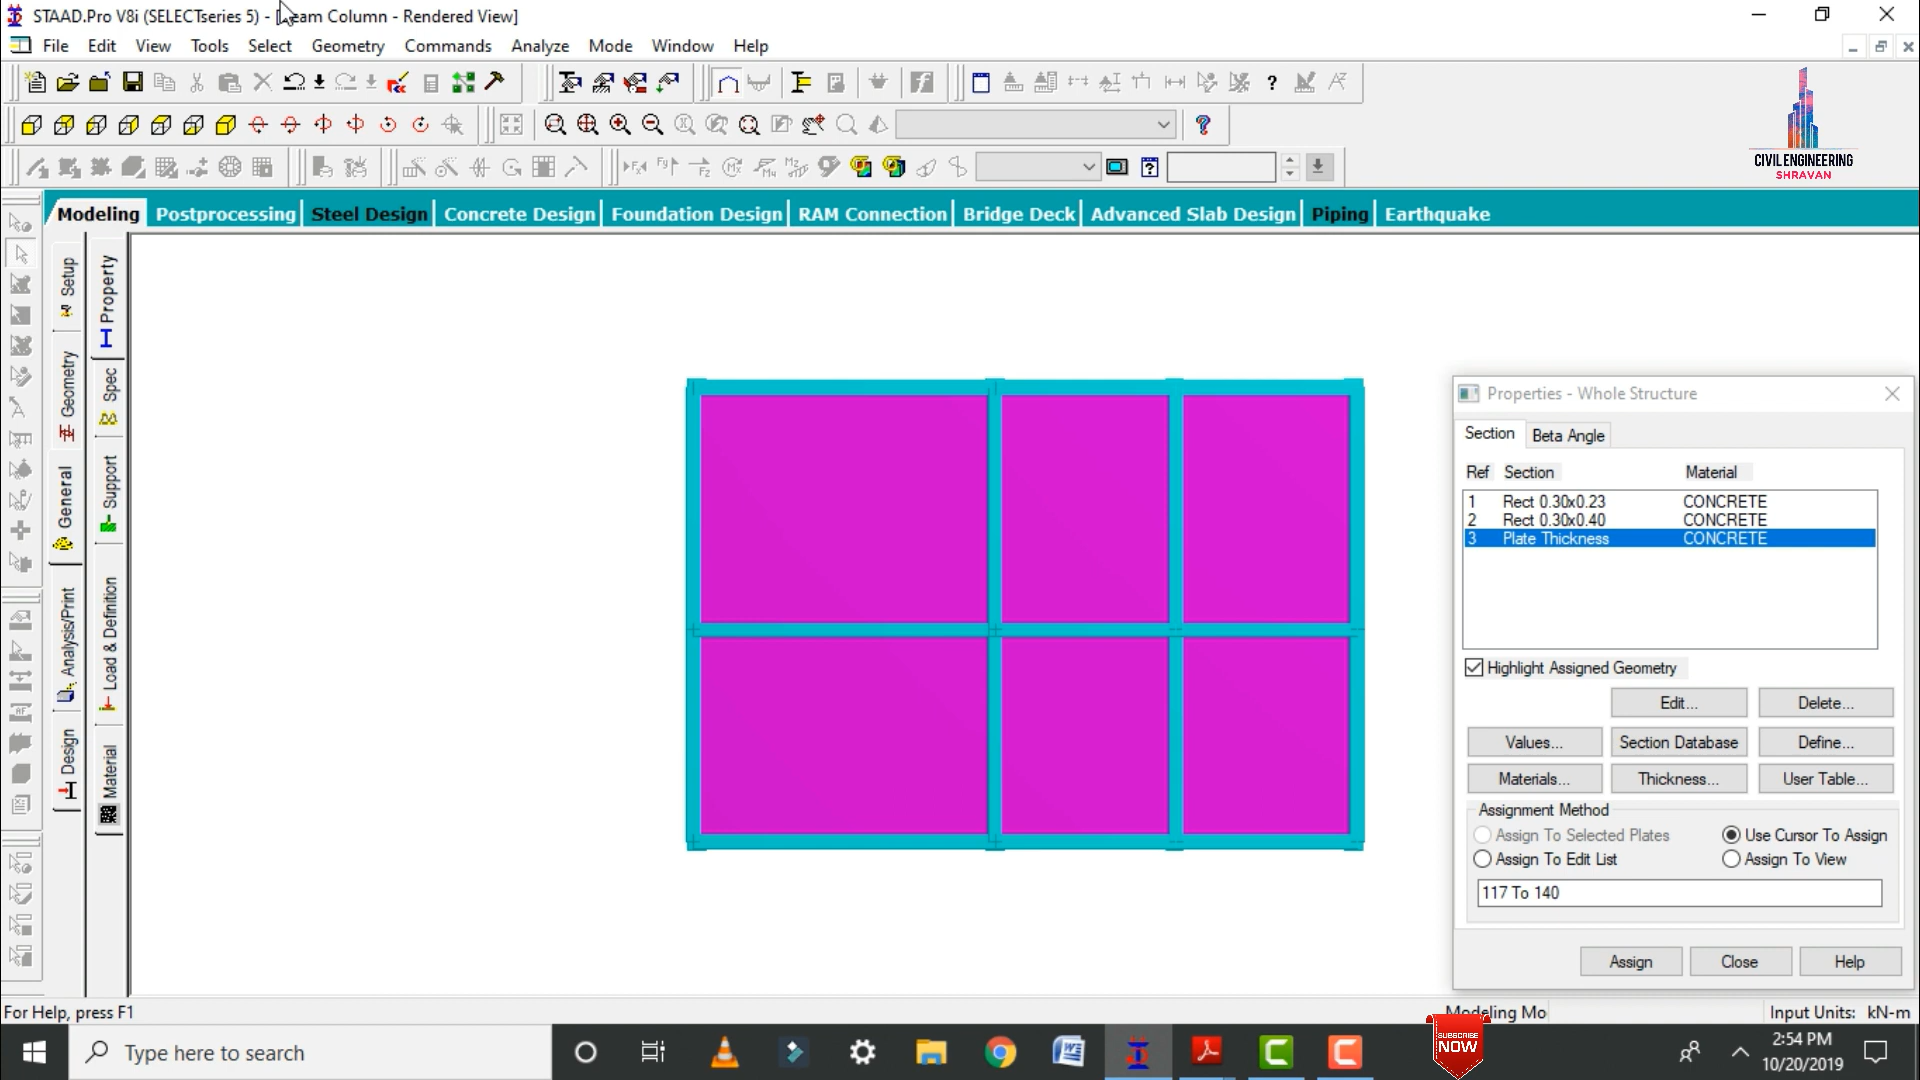 STAAD.Pro V8i (SELECTseries 5) - [Beam Column - Rendered View]
File Edit View Tools Select Geometry Commands Analyze Mode Window Help
CIVIL ENGINEERING
SHRAVAN
Modeling Postprocessing Steel Design Concrete Design Foundation Design RAM Connection Bridge Deck Advanced Slab Design Piping Earthquake
Setup
Geometry
General
Analysis/Print
Design
Property
Spec
Support
Load & Definition
Material
Properties - Whole Structure
Section Beta Angle
Ref Section Material
1 Rect 0.30x0.23 CONCRETE
2 Rect 0.30x0.40 CONCRETE
3 Plate Thickness CONCRETE
Highlight Assigned Geometry
Edit... Delete...
Values... Section Database Define...
Materials... Thickness... User Table...
Assignment Method
Assign To Selected Plates Use Cursor To Assign
Assign To Edit List Assign To View
117 To 140
Assign Close Help
For Help, press F1
Modeling Mo
Input Units: kN-m
SUBSCRIBE
NOW
Type here to search
2:54 PM
10/20/2019